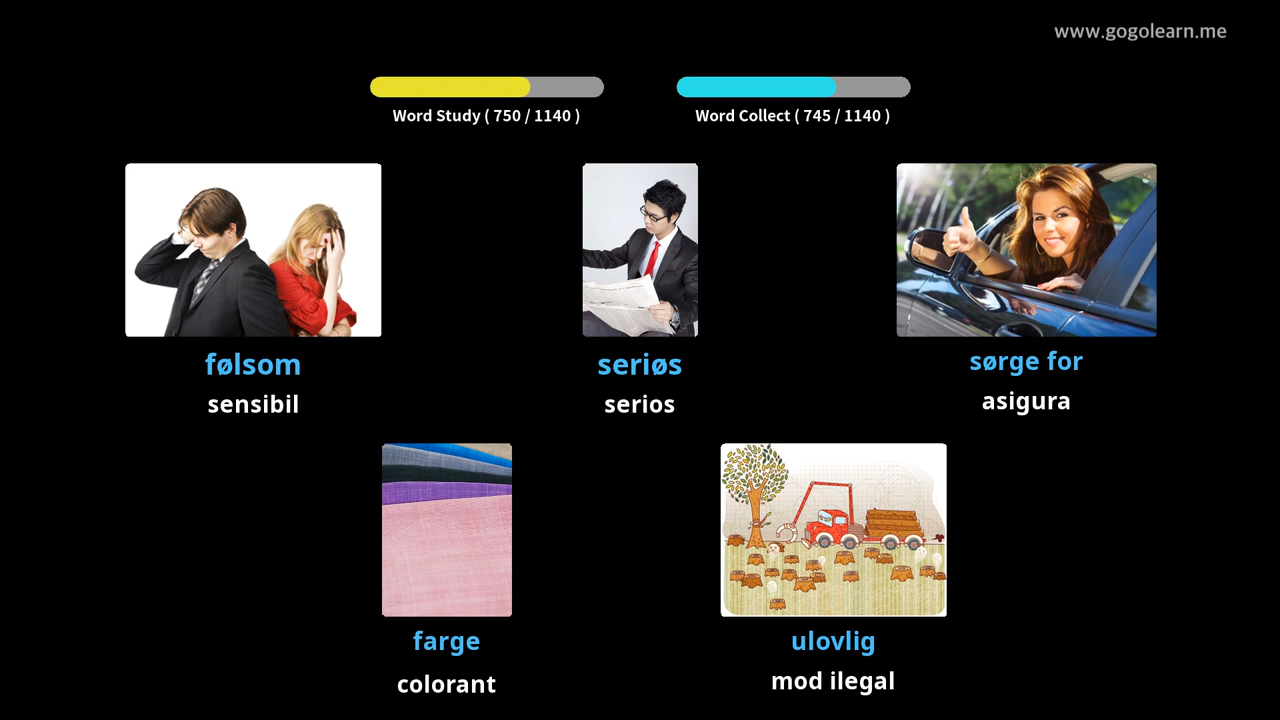 www.gogolearn.me
Word Study ( 750 / 1140 )
Word Collect ( 745 / 1140 )
følsom
sensibil
seriøs
serios
sørge for
asigura
farge
colorant
ulovlig
mod ilegal